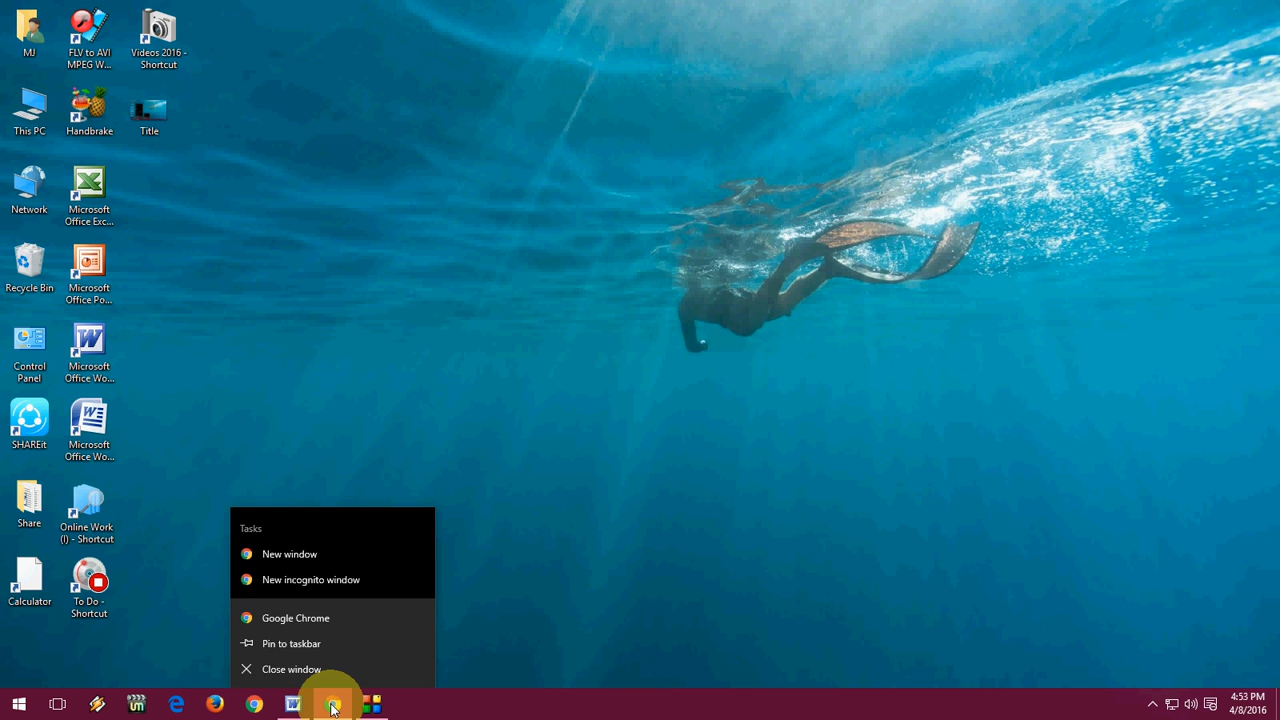 MJ
FLV to AVI
MPEG W...
Videos 2016 -
Shortcut
This PC
Handbrake
Title
Network
Microsoft
Office Exc...
Recycle Bin
Microsoft
Office Po...
Control
Panel
Microsoft
Office Wo...
SHAREit
Microsoft
Office Wo...
Share
Online Work
(I) - Shortcut
Calculator
To Do -
Shortcut
Tasks
New window
New incognito window
Google Chrome
Pin to taskbar
Close window
4:53 PM
4/8/2016